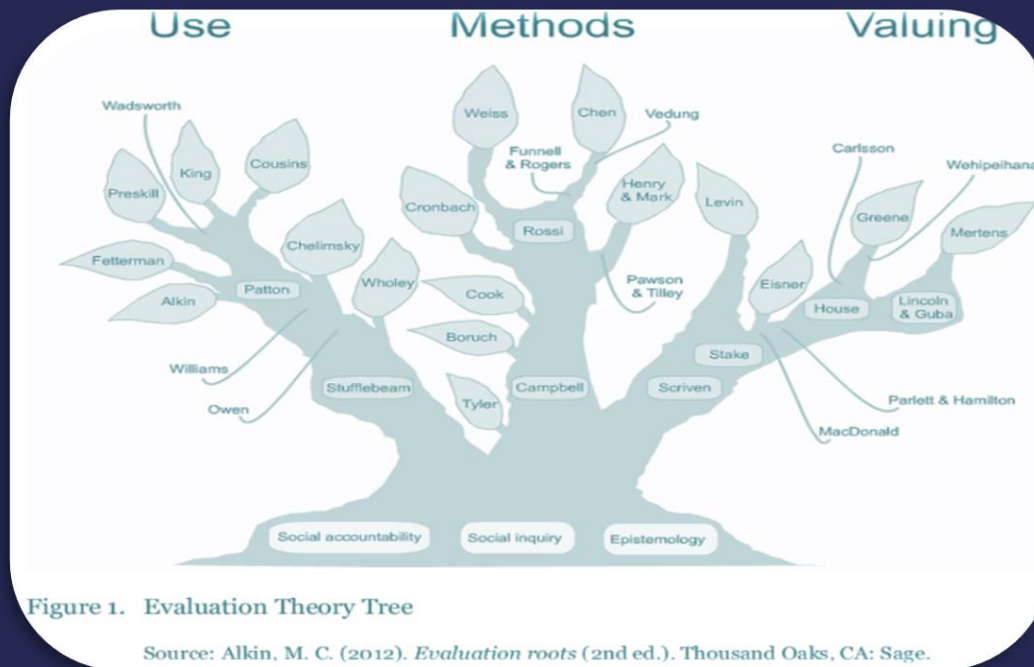 Use Methods Valuing
Weiss
Chen
Wadsworth
Vedung
King
Cousins
Funnell
& Rogers
Carlsson
Wehipeihana
Preskill
Henry
& Mark
Cronbach
Levin
Greene
Rossi
Mertens
Chelimsky
Fetterman
Wholey
Patton
Alkin
Cook
Pawson
& Tilley
Eisner
House
Lincoln
& Guba
Boruch
Stake
Williams
Owen
Stufflebeam
Tyler
Campbell
Scriven
Parlett & Hamilton
MacDonald
Social accountability
Social inquiry
Epistemology
Figure 1. Evaluation Theory Tree
Source: Alkin, M. C. (2012). Evaluation roots (2nd ed.). Thousand Oaks, CA: Sage.